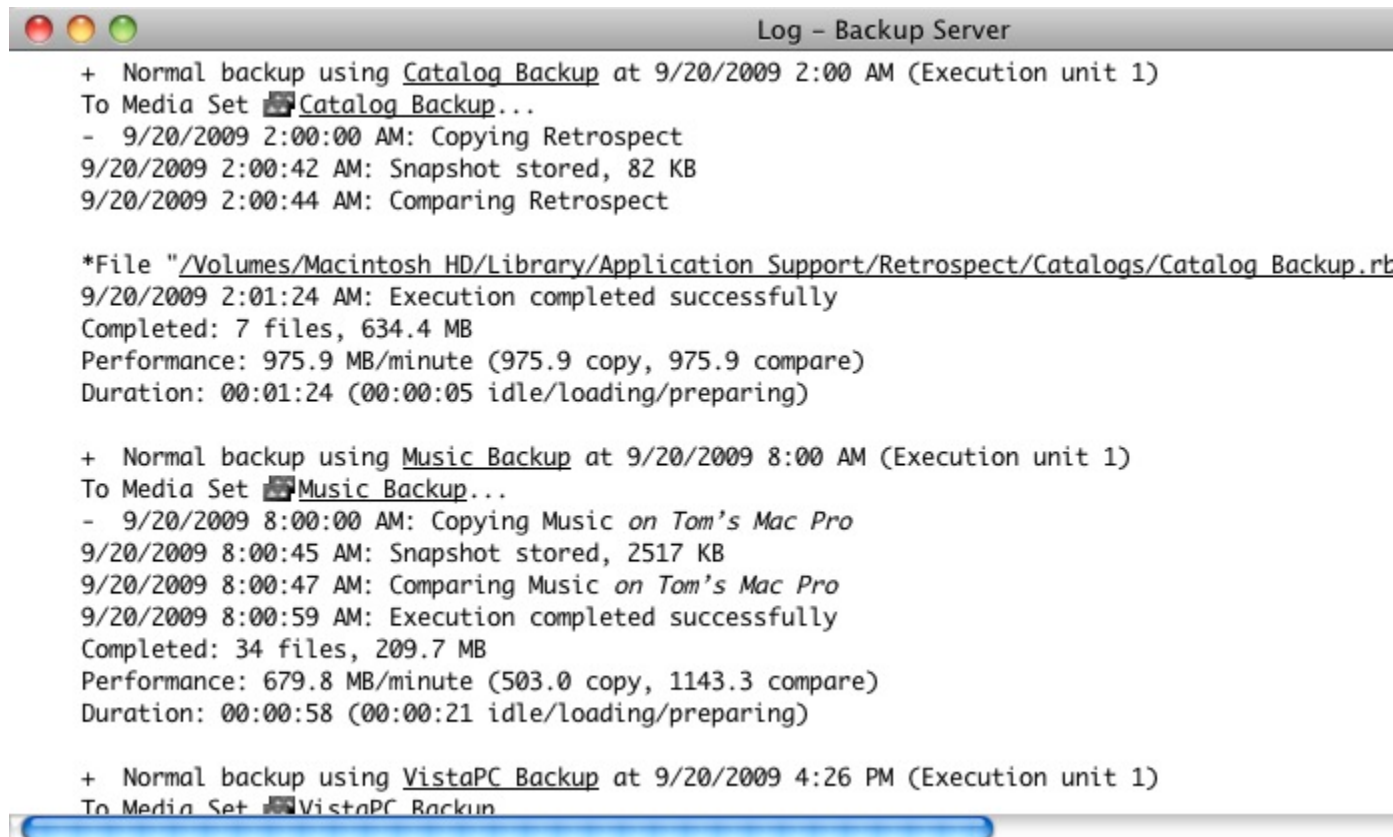 Log – Backup Server
+ Normal backup using Catalog Backup at 9/20/2009 2:00 AM (Execution unit 1)
To Media Set Catalog Backup...
- 9/20/2009 2:00:00 AM: Copying Retrospect
9/20/2009 2:00:42 AM: Snapshot stored, 82 KB
9/20/2009 2:00:44 AM: Comparing Retrospect
*File "/Volumes/Macintosh HD/Library/Application Support/Retrospect/Catalogs/Catalog Backup.rb
9/20/2009 2:01:24 AM: Execution completed successfully
Completed: 7 files, 634.4 MB
Performance: 975.9 MB/minute (975.9 copy, 975.9 compare)
Duration: 00:01:24 (00:00:05 idle/loading/preparing)
+ Normal backup using Music Backup at 9/20/2009 8:00 AM (Execution unit 1)
To Media Set Music Backup...
- 9/20/2009 8:00:00 AM: Copying Music on Tom’s Mac Pro
9/20/2009 8:00:45 AM: Snapshot stored, 2517 KB
9/20/2009 8:00:47 AM: Comparing Music on Tom’s Mac Pro
9/20/2009 8:00:59 AM: Execution completed successfully
Completed: 34 files, 209.7 MB
Performance: 679.8 MB/minute (503.0 copy, 1143.3 compare)
Duration: 00:00:58 (00:00:21 idle/loading/preparing)
+ Normal backup using VistaPC Backup at 9/20/2009 4:26 PM (Execution unit 1)
To Media Set VistaPC Backup